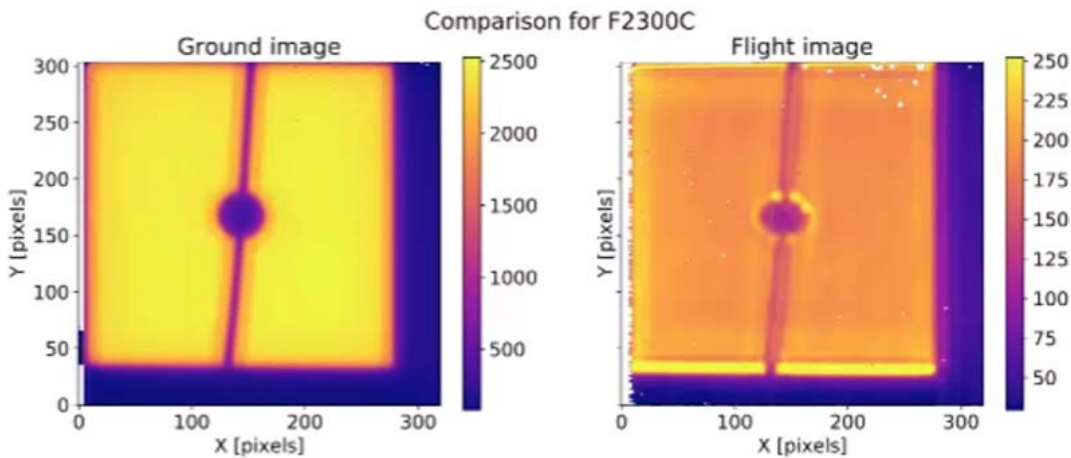 Comparison for F2300C
Ground image
Flight image
300
250
200
150
100
50
0
Y [pixels]
0 100 200 300
X [pixels]
2500
2000
1500
1000
500
Y [pixels]
0 100 200 300
X [pixels]
250
225
200
175
150
125
100
75
50